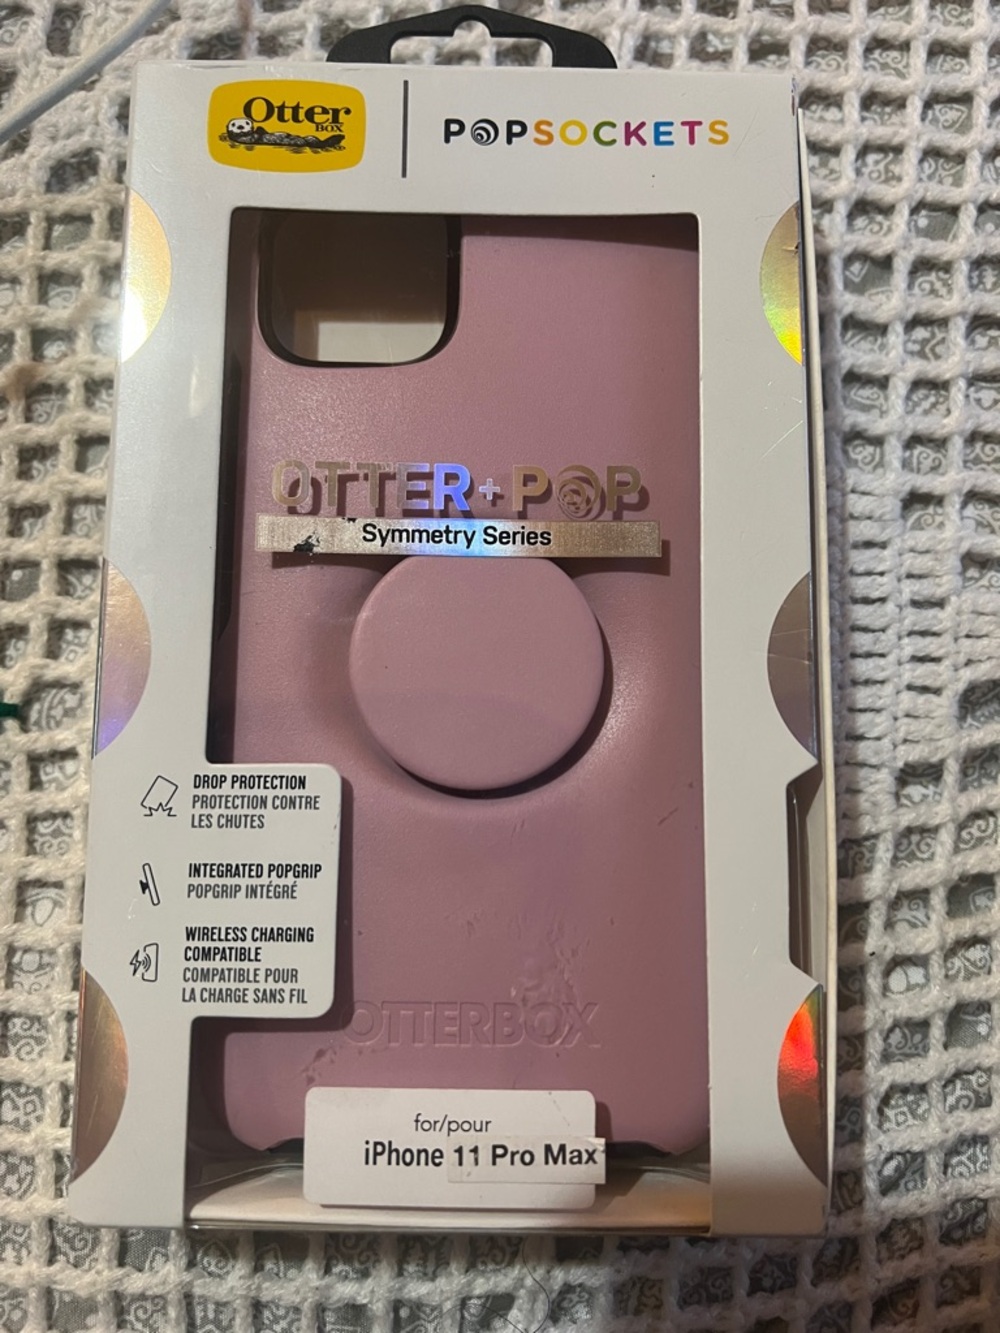 Otter
BOX
POPSOCKETS
OTTER+POP
Symmetry Series
DROP PROTECTION
PROTECTION CONTRE
LES CHUTES
INTEGRATED POPGRIP
POPGRIP INTÉGRÉ
WIRELESS CHARGING
COMPATIBLE
COMPATIBLE POUR
LA CHARGE SANS FIL
OTTERBOX
for/pour
iPhone 11 Pro Max